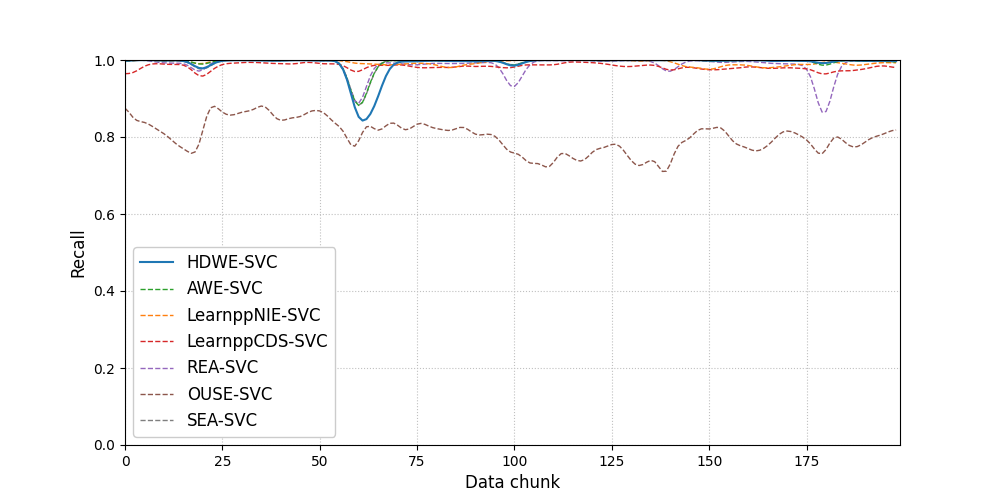 1.0
0.8
0.6
0.4
0.2
0.0
Recall
HDWE-SVC
AWE-SVC
LearnppNIE-SVC
LearnppCDS-SVC
REA-SVC
OUSE-SVC
SEA-SVC
0 25 50 75 100 125 150 175
Data chunk